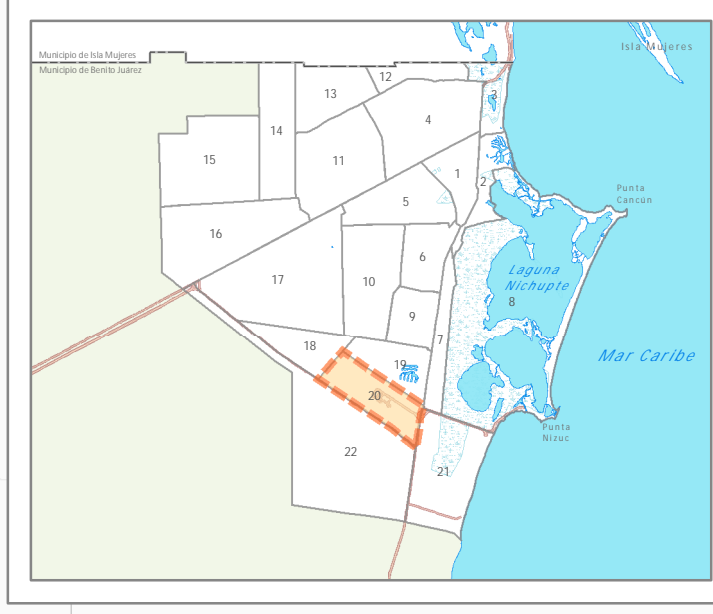 Isla Mujeres
Municipio de Isla Mujeres
Municipio de Benito Juárez
12
13
3
4
14
15
11
1
2
Punta
Cancún
5
16
6
Laguna
Nichupte
17
10
8
9
7
Mar Caribe
18
19
20
Punta
Nizuc
22
21